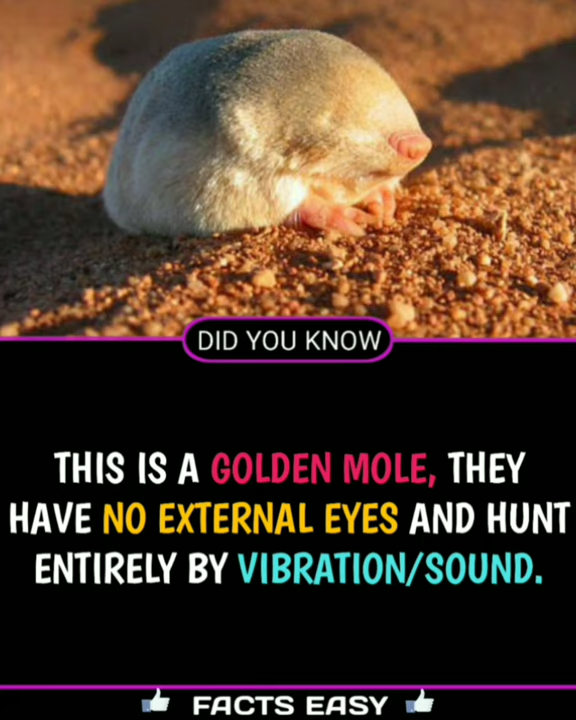 DID YOU KNOW
THIS IS A GOLDEN MOLE, THEY
HAVE NO EXTERNAL EYES AND HUNT
ENTIRELY BY VIBRATION/SOUND.
FACTS EASY